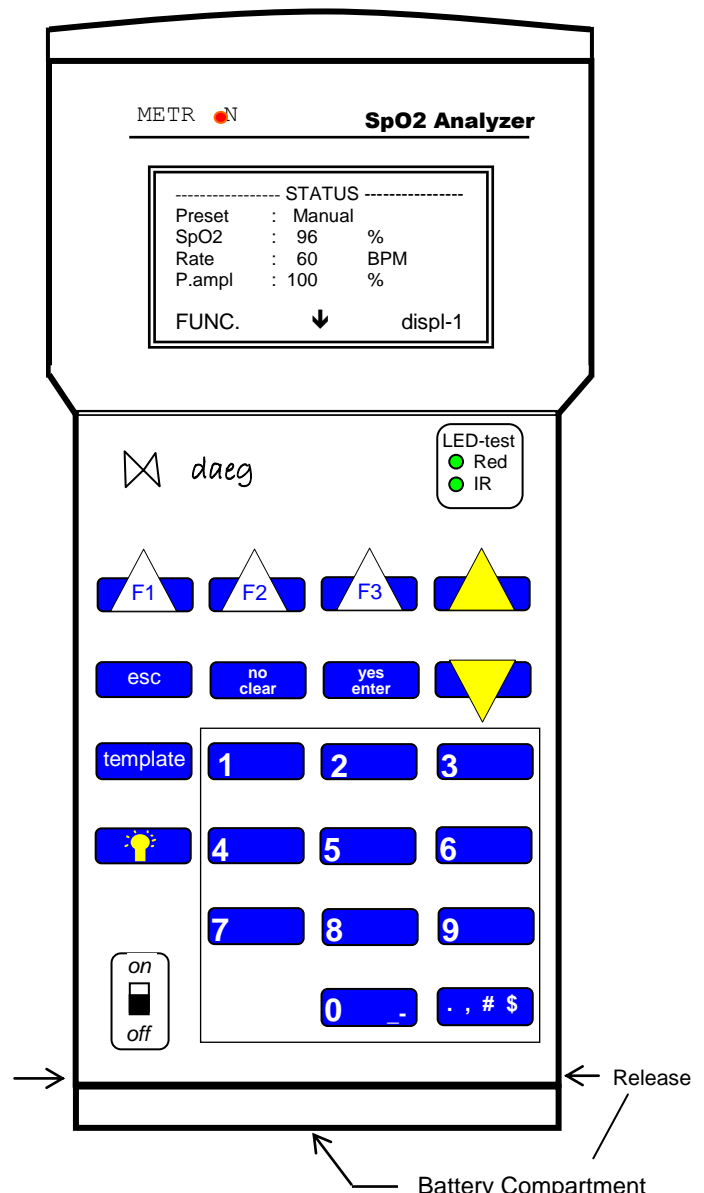 METR N
SpO2 Analyzer
----------------- STATUS ----------------
Preset : Manual
SpO2 : 96 %
Rate : 60 BPM
P.ampl : 100 %
FUNC. 🡻 displ-1
daeg
LED-test
Red
IR
F1 F2 F3
esc
no
clear
yes
enter
template
1 2 3
4 5 6
7 8 9
on
off
0 _-
. , # $
Release
Battery Compartment